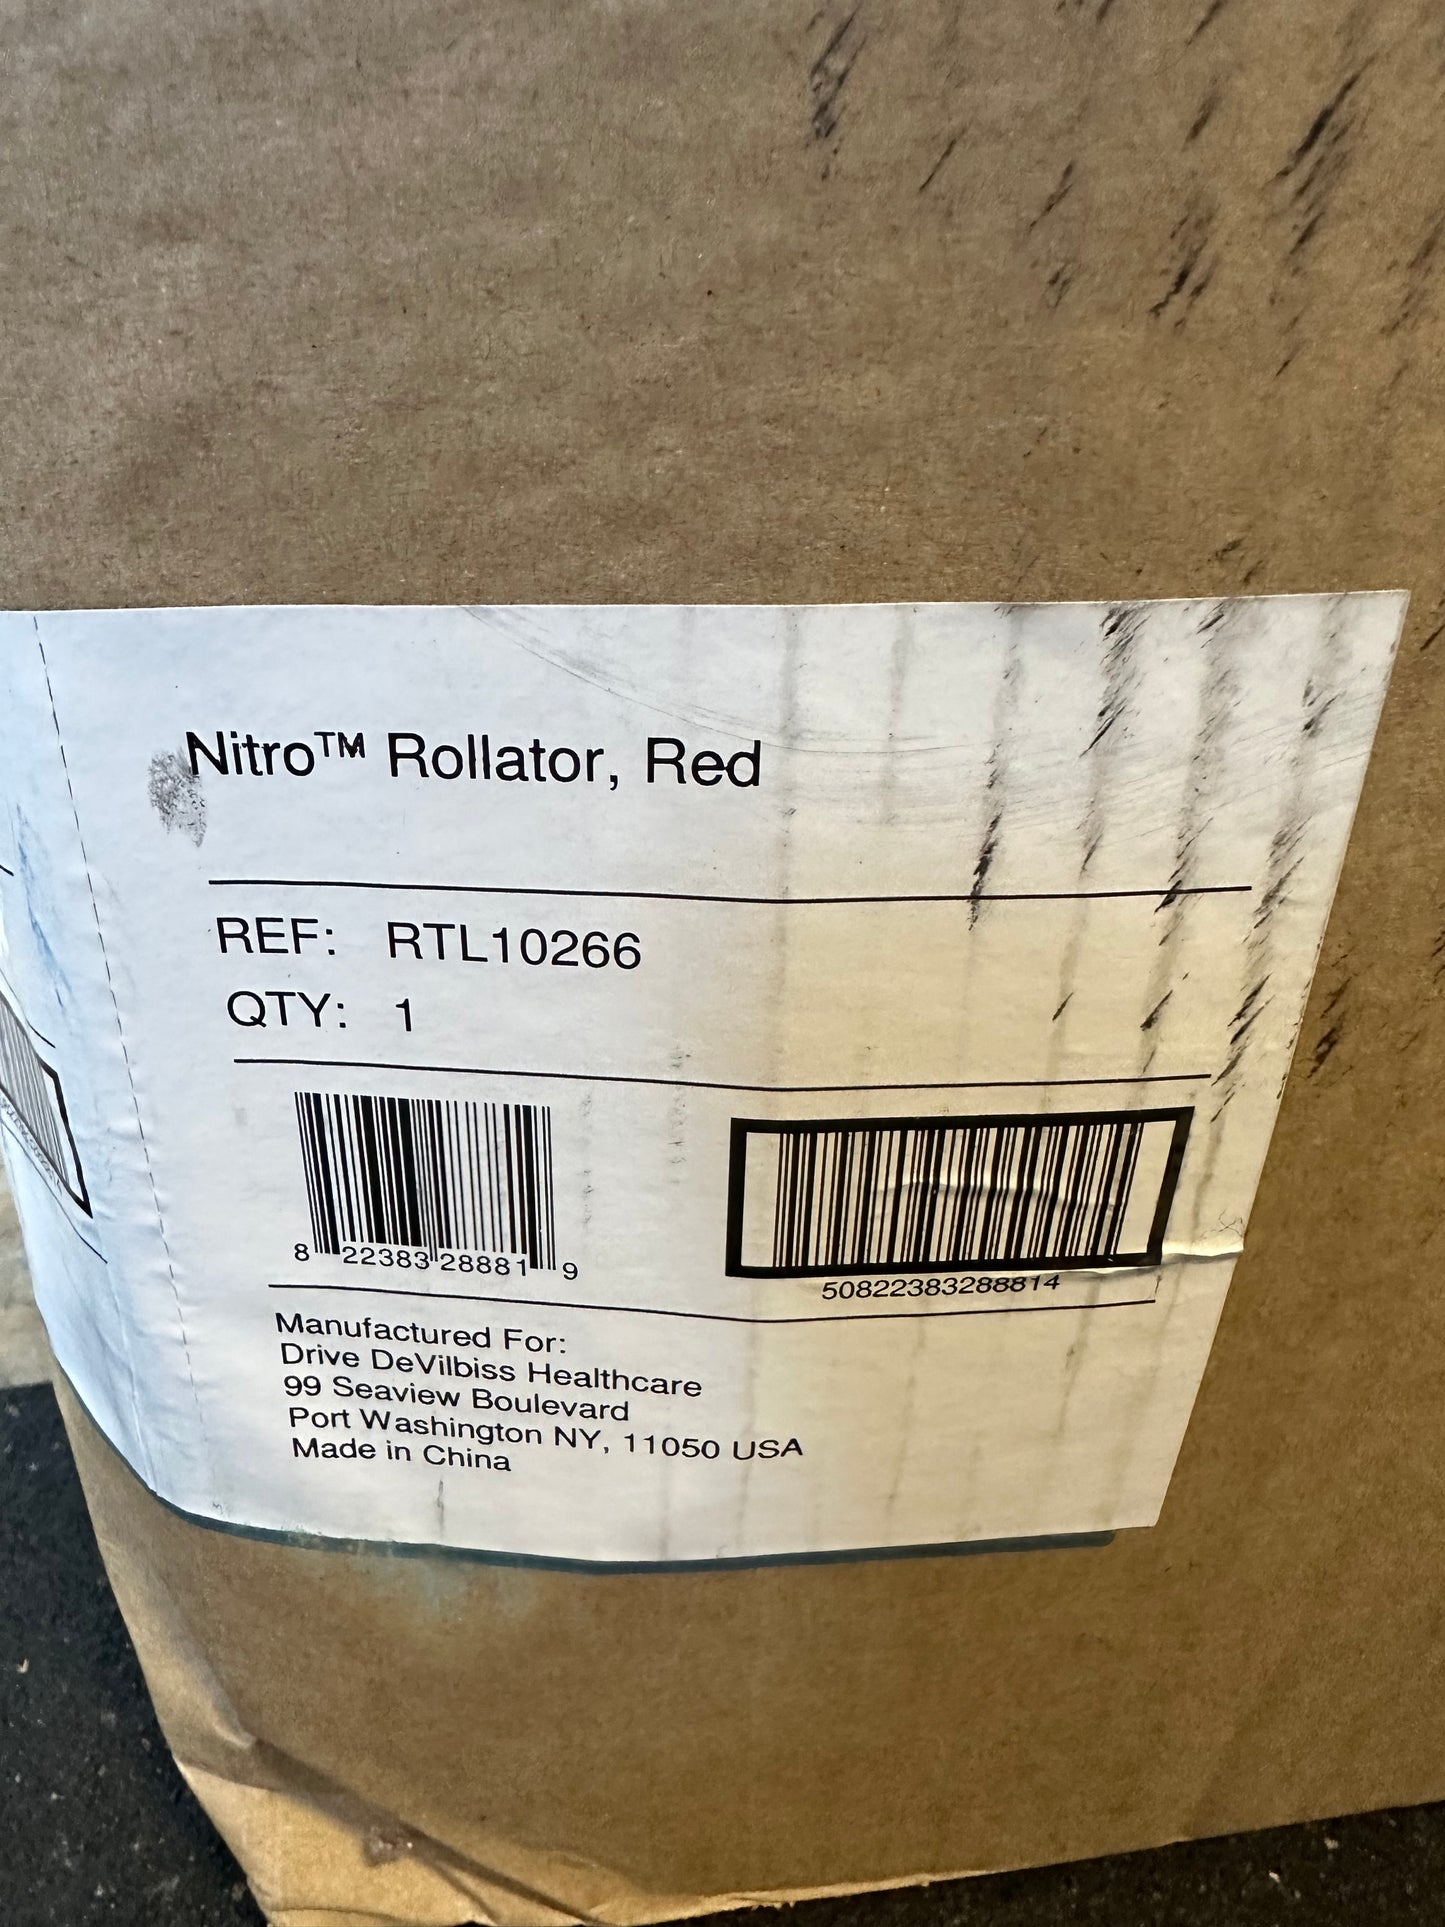 Nitro™ Rollator, Red
REF: RTL10266
QTY: 1
8 22383 28881 9
50822383288814
Manufactured For:
Drive DeVilbiss Healthcare
99 Seaview Boulevard
Port Washington NY, 11050 USA
Made in China